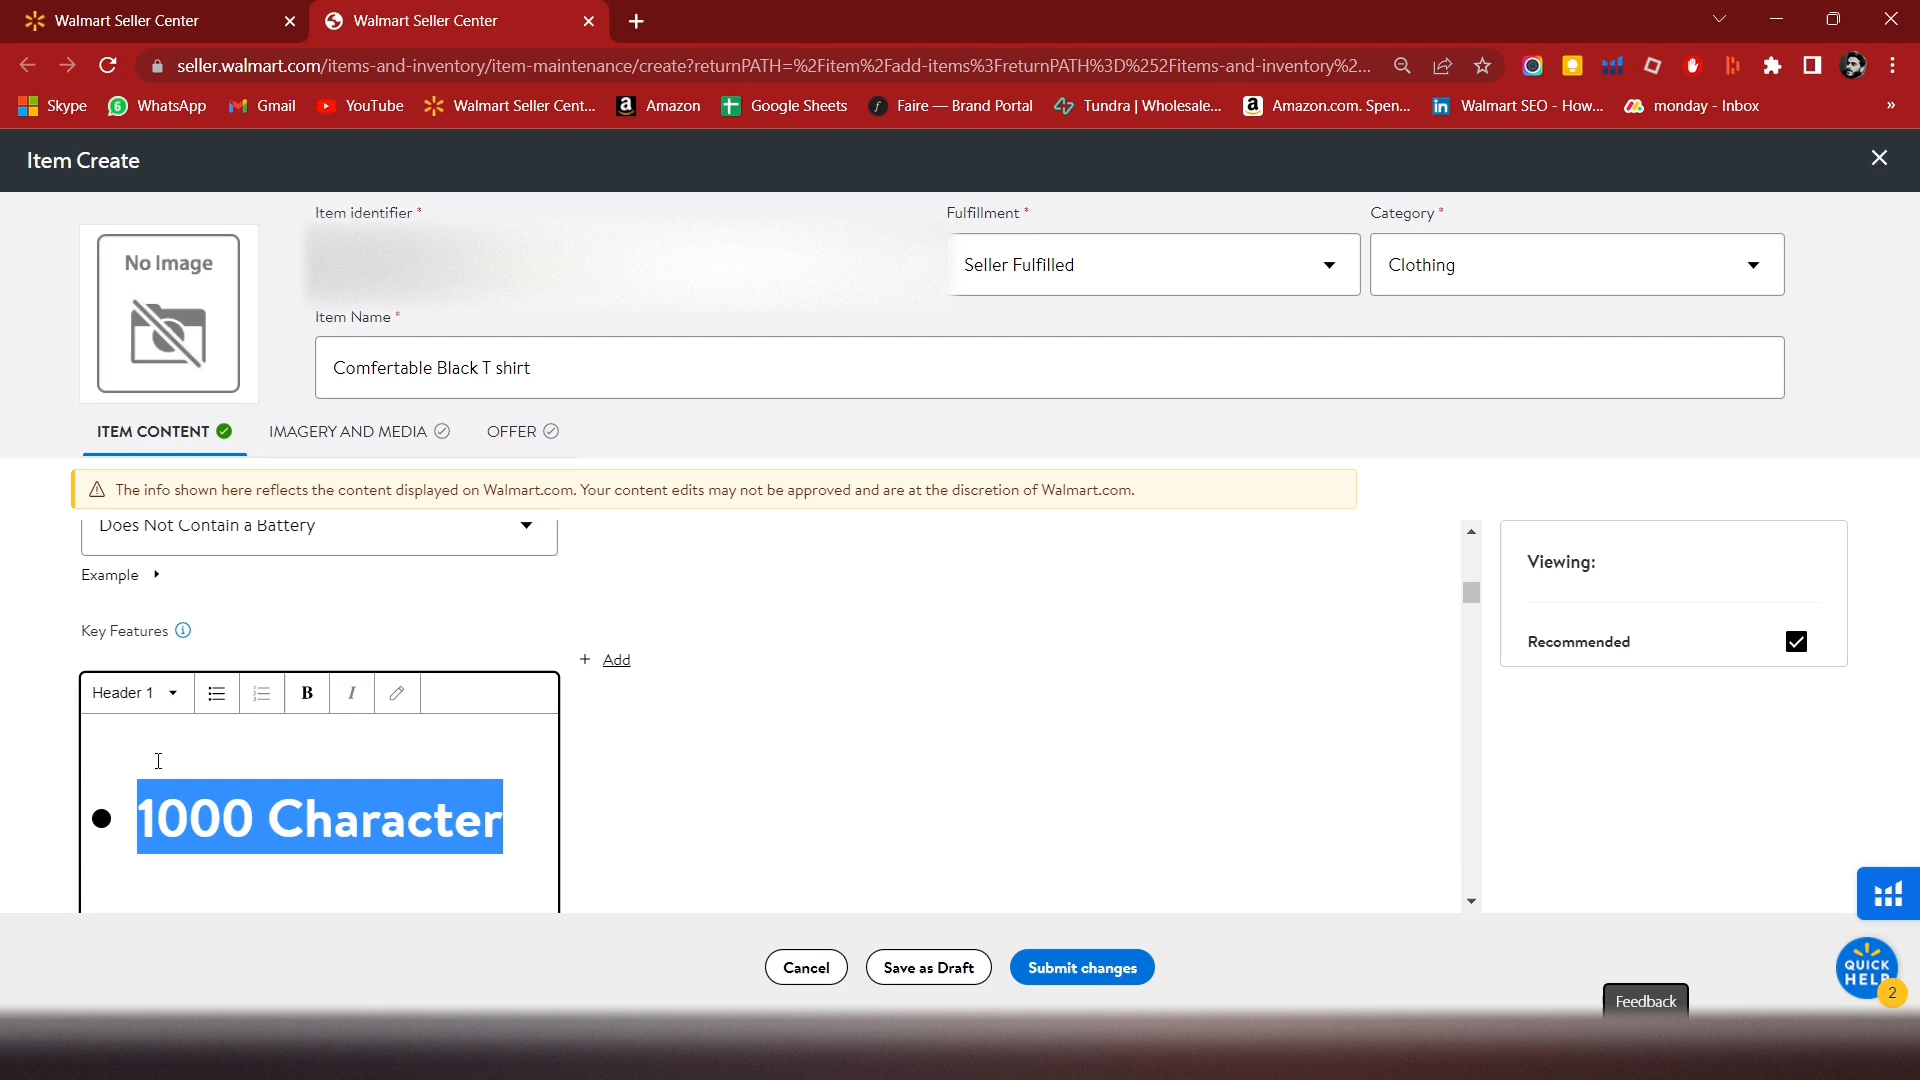 Walmart Seller Center
Walmart Seller Center
seller.walmart.com/items-and-inventory/item-maintenance/create?returnPATH=%2Fitem%2Fadd-items%3FreturnPATH%3D%252Fitems-and-inventory%2...
Skype WhatsApp Gmail YouTube Walmart Seller Cent... Amazon Google Sheets Faire — Brand Portal Tundra | Wholesale... Amazon.com. Spen... Walmart SEO - How... monday - Inbox »
Item Create
Item identifier * Fulfillment * Category *
No Image
Seller Fulfilled Clothing
Item Name *
Comfertable Black T shirt
ITEM CONTENT IMAGERY AND MEDIA OFFER
The info shown here reflects the content displayed on Walmart.com. Your content edits may not be approved and are at the discretion of Walmart.com.
Does Not Contain a Battery
Example
Viewing:
Key Features
Recommended
+ Add
Header 1 B I
1000 Character
Cancel Save as Draft Submit changes
QUICK
HELP
2
Feedback